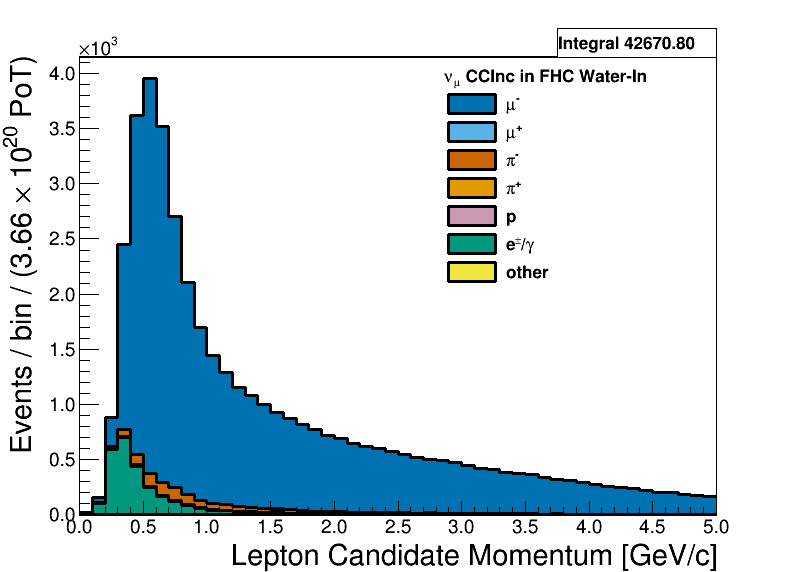 Integral 42670.80
×10³
ν_μ CCInc in FHC Water-In
μ⁻
μ⁺
π⁻
π⁺
p
e±/γ
other
Events / bin / (3.66 × 10²⁰ PoT)
4.0
3.5
3.0
2.5
2.0
1.5
1.0
0.5
0.0
0.0 0.5 1.0 1.5 2.0 2.5 3.0 3.5 4.0 4.5 5.0
Lepton Candidate Momentum [GeV/c]